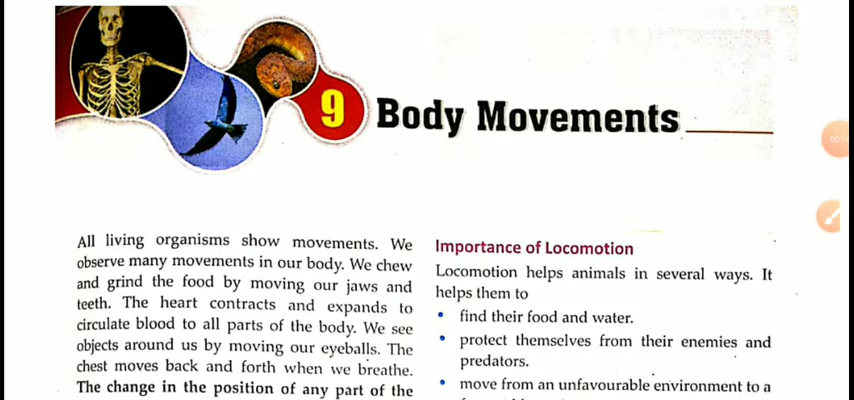 9 Body Movements
All living organisms show movements. We
observe many movements in our body. We chew
and grind the food by moving our jaws and
teeth. The heart contracts and expands to
circulate blood to all parts of the body. We see
objects around us by moving our eyeballs. The
chest moves back and forth when we breathe.
The change in the position of any part of the
Importance of Locomotion
Locomotion helps animals in several ways. It
helps them to
• find their food and water.
• protect themselves from their enemies and
predators.
• move from an unfavourable environment to a